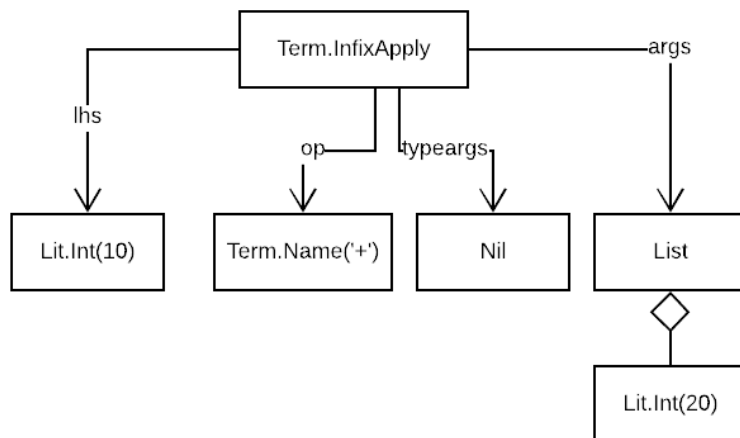 Term.InfixApply
args
lhs
op
typeargs
Lit.Int(10)
Term.Name('+')
Nil
List
Lit.Int(20)